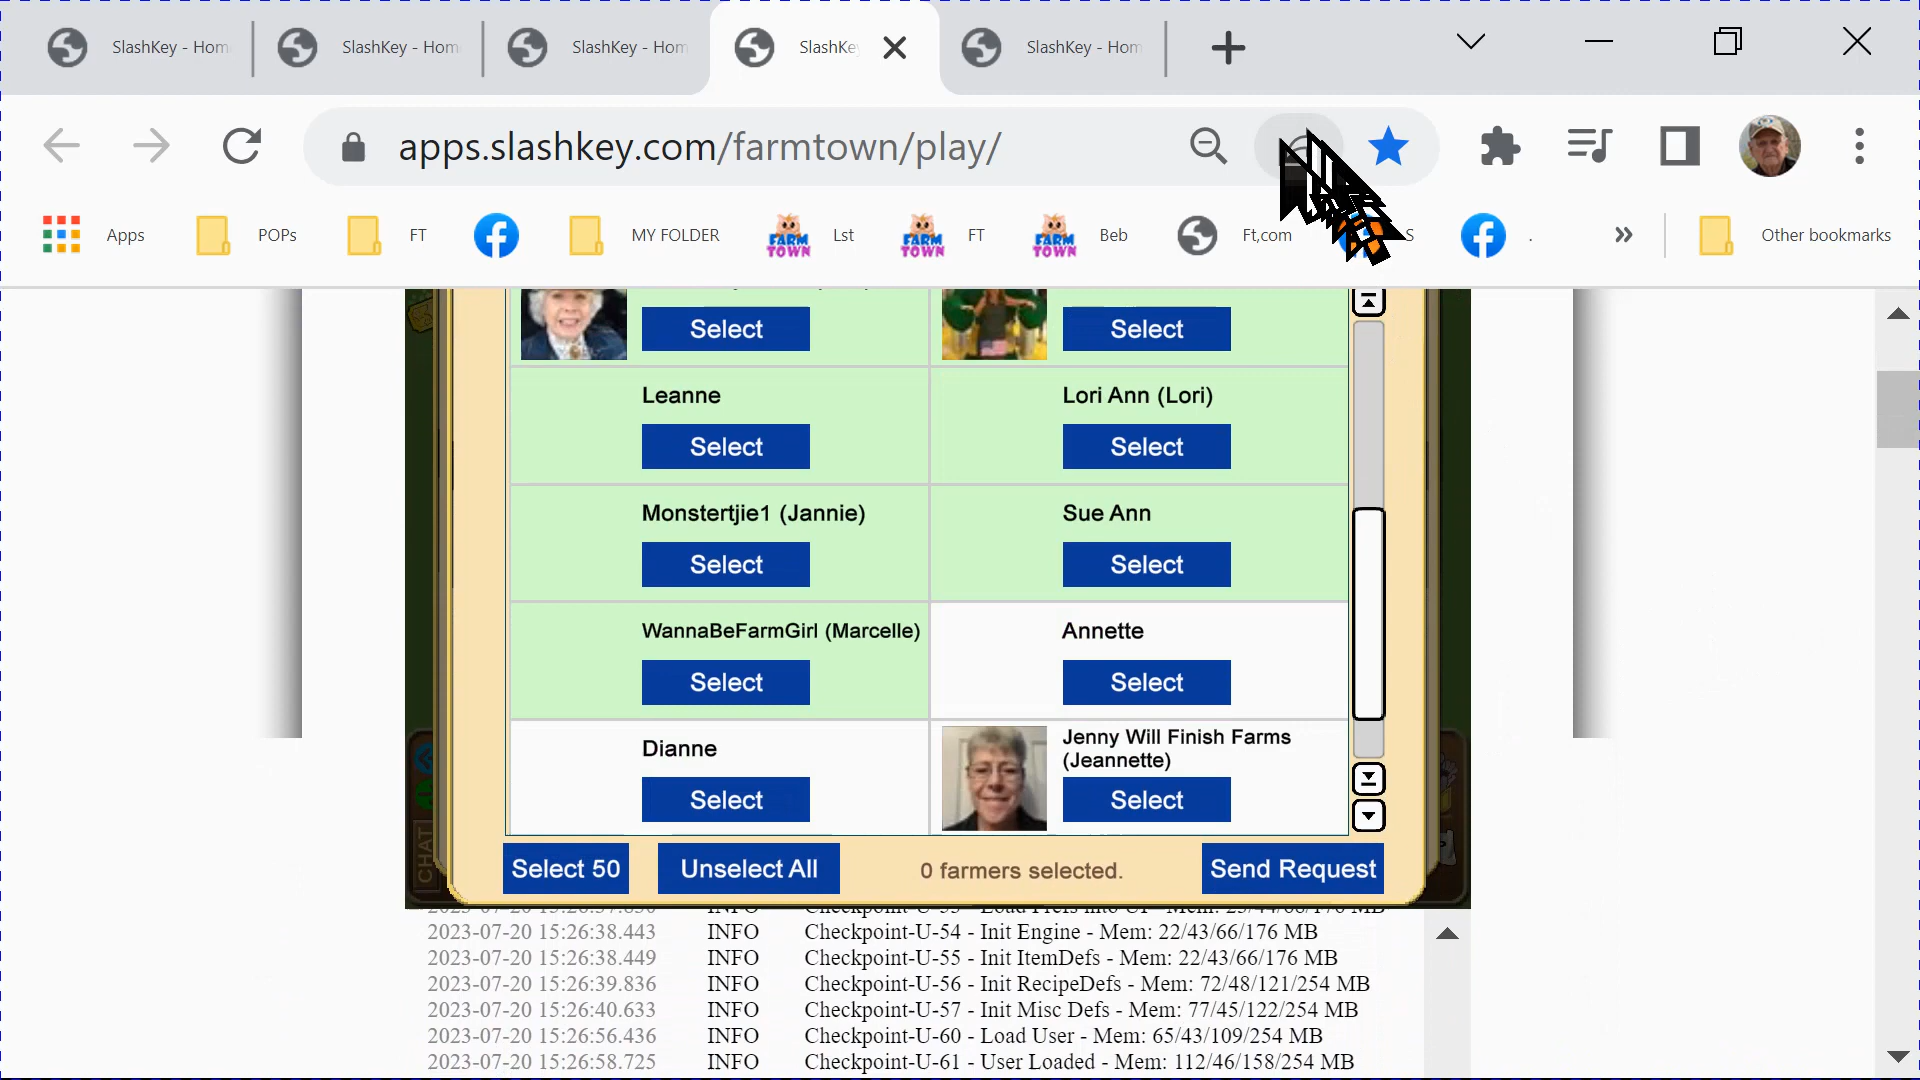 SlashKey - Hom
SlashKey - Hom
SlashKey - Hom
SlashKe
SlashKey - Hom
apps.slashkey.com/farmtown/play/
Apps
POPs
FT
MY FOLDER
FARM TOWN
Lst
FARM TOWN
FT
FARM TOWN
Beb
Ft,com
S
.
»
Other bookmarks
Select
Select
Leanne
Select
Lori Ann (Lori)
Select
Monstertjie1 (Jannie)
Select
Sue Ann
Select
WannaBeFarmGirl (Marcelle)
Select
Annette
Select
Dianne
Select
Jenny Will Finish Farms
(Jeannette)
Select
CHAT
Select 50
Unselect All
0 farmers selected.
Send Request
2023-07-20 15:26:38.443 INFO Checkpoint-U-54 - Init Engine - Mem: 22/43/66/176 MB
2023-07-20 15:26:38.449 INFO Checkpoint-U-55 - Init ItemDefs - Mem: 22/43/66/176 MB
2023-07-20 15:26:39.836 INFO Checkpoint-U-56 - Init RecipeDefs - Mem: 72/48/121/254 MB
2023-07-20 15:26:40.633 INFO Checkpoint-U-57 - Init Misc Defs - Mem: 77/45/122/254 MB
2023-07-20 15:26:56.436 INFO Checkpoint-U-60 - Load User - Mem: 65/43/109/254 MB
2023-07-20 15:26:58.725 INFO Checkpoint-U-61 - User Loaded - Mem: 112/46/158/254 MB